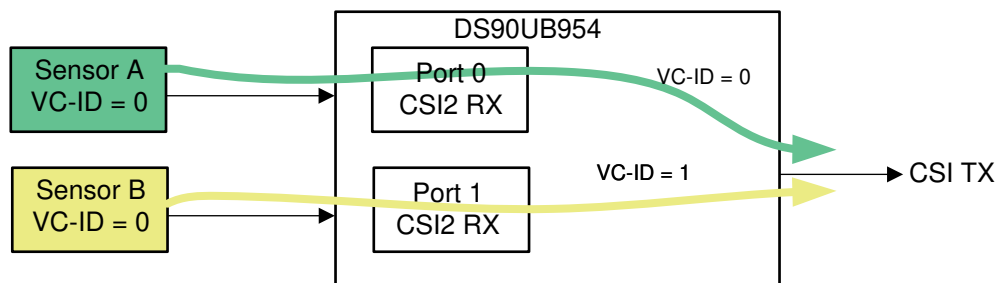 DS90UB954
Sensor A
VC-ID = 0
Port 0
CSI2 RX
VC-ID = 0
Sensor B
VC-ID = 0
Port 1
CSI2 RX
VC-ID = 1
CSI TX